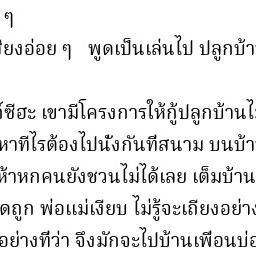 ๆ
สียงอ่อย ๆ พูดเป็นเล่นไป ปลูกบ้า
ซีฮะ เขามีโครงการให้กู้ปลูกบ้านไ
หาทีไรต้องไปนั่งกันที่สนาม บนบ้า
ห้าหกคนยังชวนไม่ได้เลย เต็มบ้าน
ดถูก พ่อแม่เงียบ ไม่รู้จะเถียงอย่าง
อย่างที่ว่า จึงมักจะไปบ้านเพื่อนบ่อ